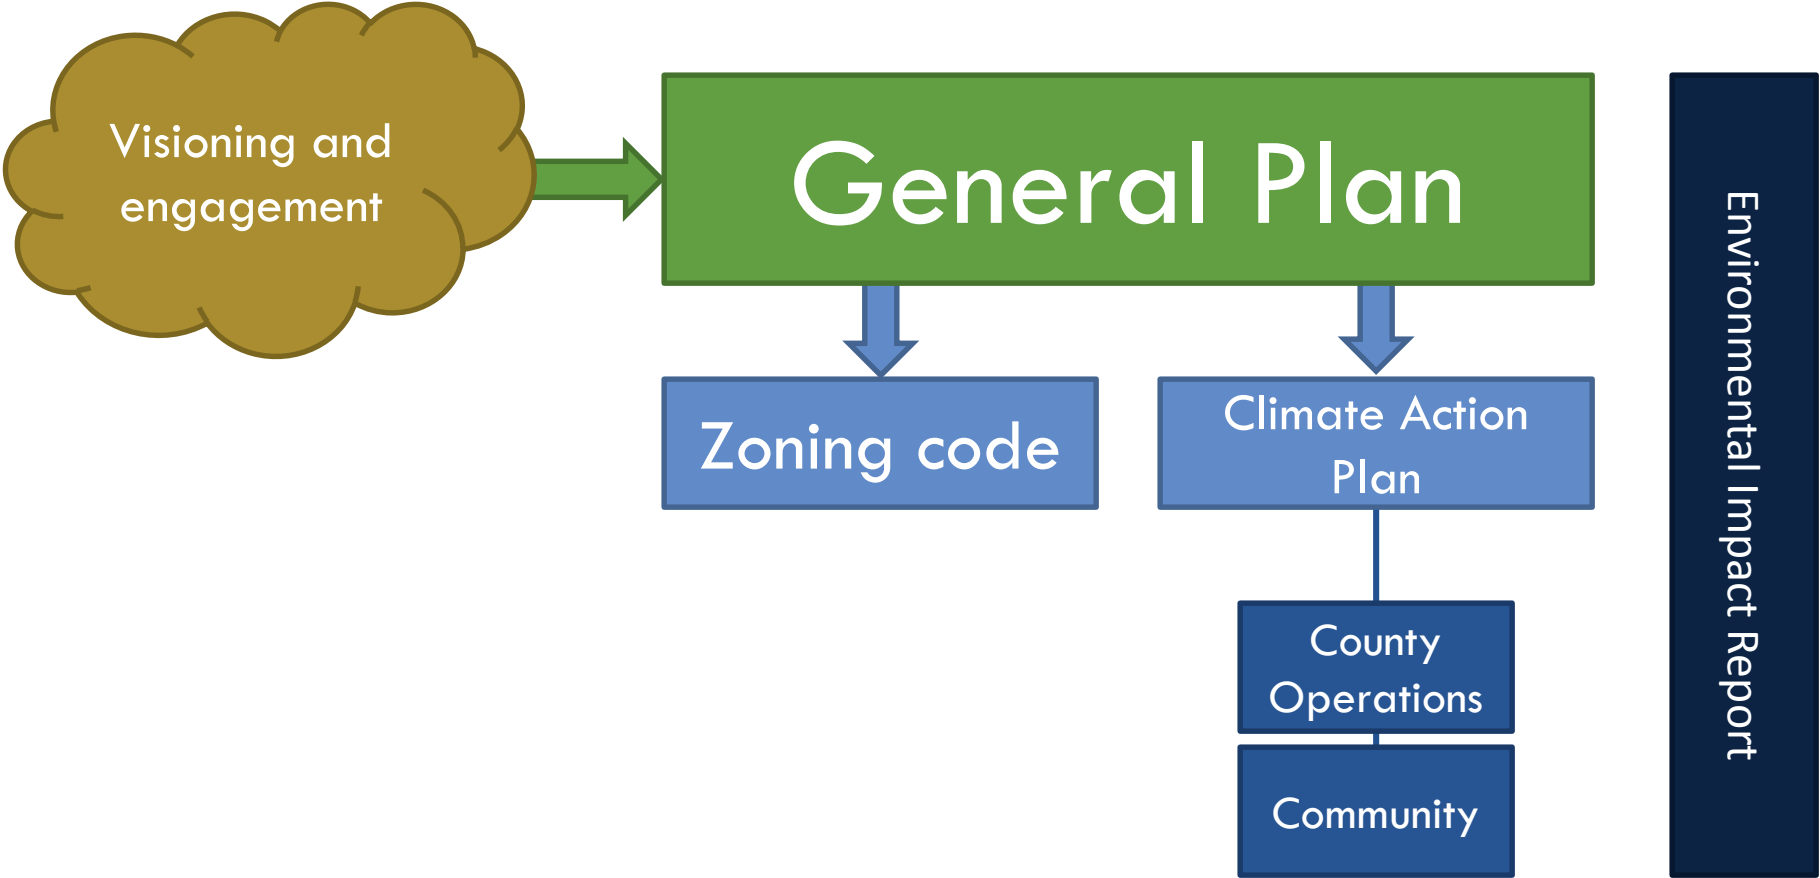 Visioning and
engagement
General Plan
Zoning code
Climate Action
Plan
County
Operations
Community
Environmental Impact Report